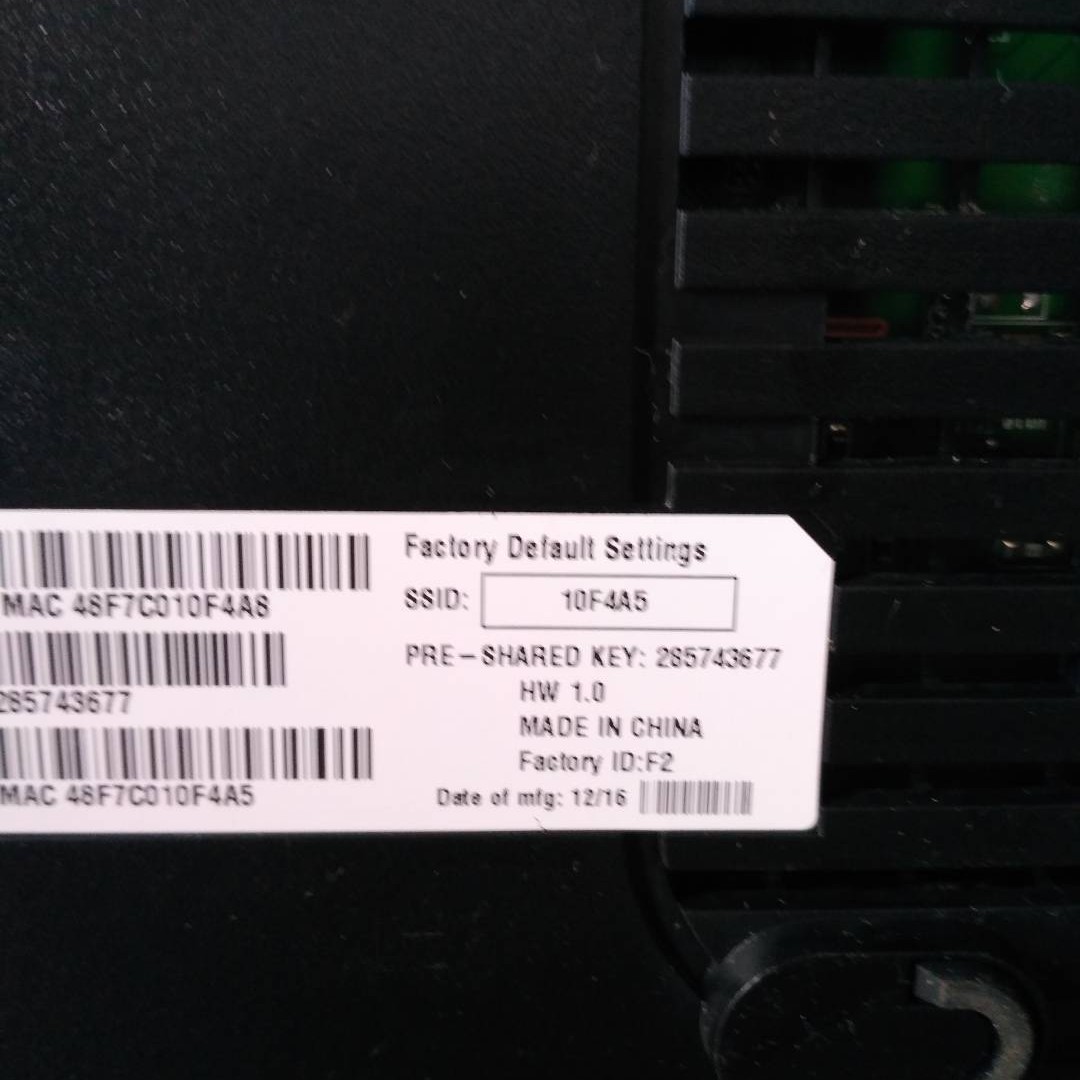 Factory Default Settings
SSID: 10F4A5
PRE-SHARED KEY: 285743677
HW 1.0
MADE IN CHINA
Factory ID:F2
Date of mfg: 12/16
MAC 48F7C010F4A8
285743677
MAC 48F7C010F4A5